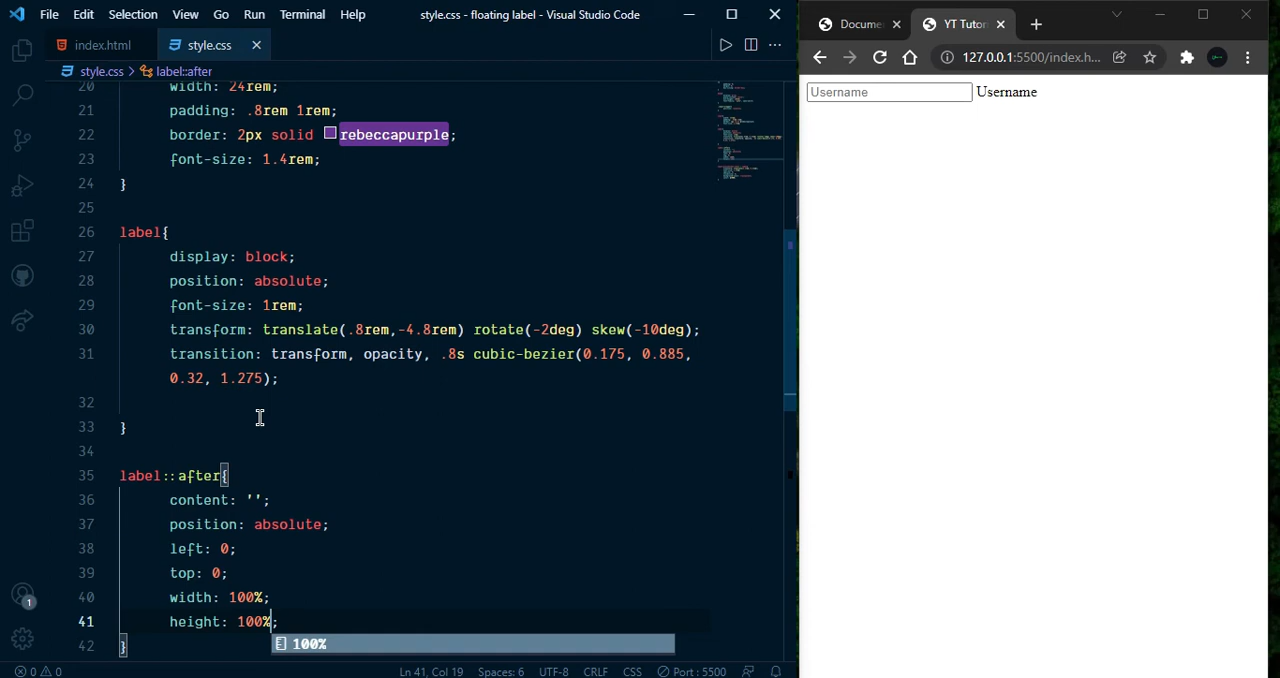 File Edit Selection View Go Run Terminal Help style.css - floating label - Visual Studio Code
index.html style.css
style.css > label::after
20 width: 24rem;
21 padding: .8rem 1rem;
22 border: 2px solid rebeccapurple;
23 font-size: 1.4rem;
24 }
25
26 label{
27 display: block;
28 position: absolute;
29 font-size: 1rem;
30 transform: translate(.8rem,-4.8rem) rotate(-2deg) skew(-10deg);
31 transition: transform, opacity, .8s cubic-bezier(0.175, 0.885,
0.32, 1.275);
32
33 }
34
35 label::after{
36 content: '';
37 position: absolute;
38 left: 0;
39 top: 0;
40 width: 100%;
41 height: 100%;
42 }
100%
1
0 0 Ln 41, Col 19 Spaces: 6 UTF-8 CRLF CSS Port : 5500
Docume YT Tutor
127.0.0.1:5500/index.h...
Username Username